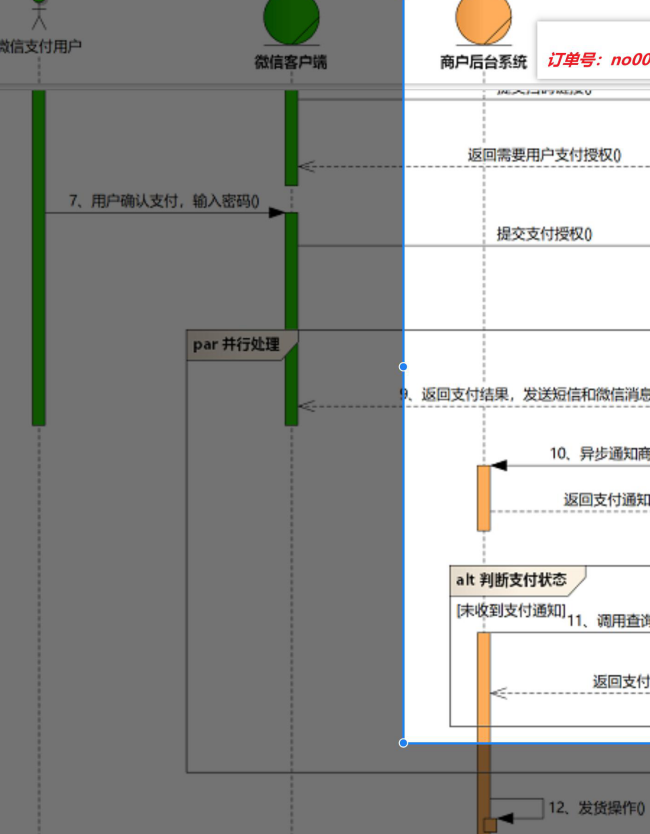 微信支付用户
微信客户端
商户后台系统
订单号：no00
提交扫码链接()
返回需要用户支付授权()
7、用户确认支付，输入密码()
提交支付授权()
par 并行处理
9、返回支付结果，发送短信和微信消息
10、异步通知商
返回支付通知
alt 判断支付状态
[未收到支付通知]
11、调用查询
返回支付
12、发货操作()